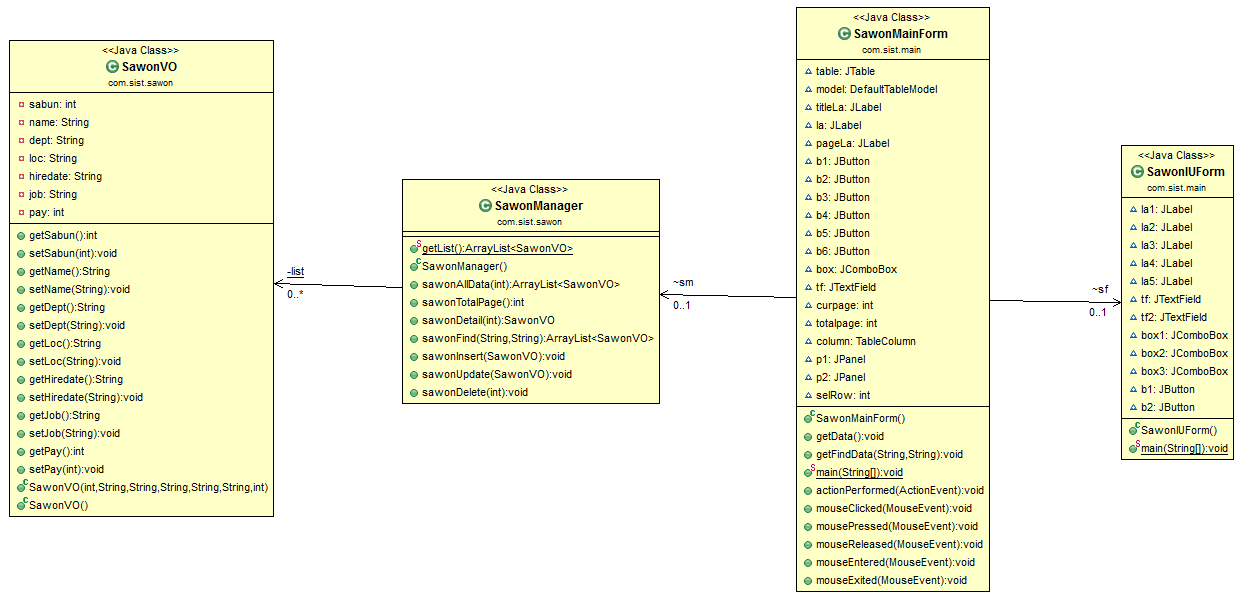 <<Java Class>>
SawonVO
com.sist.sawon
sabun: int
name: String
dept: String
loc: String
hiredate: String
job: String
pay: int
getSabun():int
setSabun(int):void
getName():String
setName(String):void
getDept():String
setDept(String):void
getLoc():String
setLoc(String):void
getHiredate():String
setHiredate(String):void
getJob():String
setJob(String):void
getPay():int
setPay(int):void
SawonVO(int,String,String,String,String,String,int)
SawonVO()
-list
0..*
<<Java Class>>
SawonManager
com.sist.sawon
getList():ArrayList<SawonVO>
SawonManager()
sawonAllData(int):ArrayList<SawonVO>
sawonTotalPage():int
sawonDetail(int):SawonVO
sawonFind(String,String):ArrayList<SawonVO>
sawonInsert(SawonVO):void
sawonUpdate(SawonVO):void
sawonDelete(int):void
~sm
0..1
<<Java Class>>
SawonMainForm
com.sist.main
table: JTable
model: DefaultTableModel
titleLa: JLabel
la: JLabel
pageLa: JLabel
b1: JButton
b2: JButton
b3: JButton
b4: JButton
b5: JButton
b6: JButton
box: JComboBox
tf: JTextField
curpage: int
totalpage: int
column: TableColumn
p1: JPanel
p2: JPanel
selRow: int
SawonMainForm()
getData():void
getFindData(String,String):void
main(String[]):void
actionPerformed(ActionEvent):void
mouseClicked(MouseEvent):void
mousePressed(MouseEvent):void
mouseReleased(MouseEvent):void
mouseEntered(MouseEvent):void
mouseExited(MouseEvent):void
~sf
0..1
<<Java Class>>
SawonIUForm
com.sist.main
la1: JLabel
la2: JLabel
la3: JLabel
la4: JLabel
la5: JLabel
tf: JTextField
tf2: JTextField
box1: JComboBox
box2: JComboBox
box3: JComboBox
b1: JButton
b2: JButton
SawonIUForm()
main(String[]):void